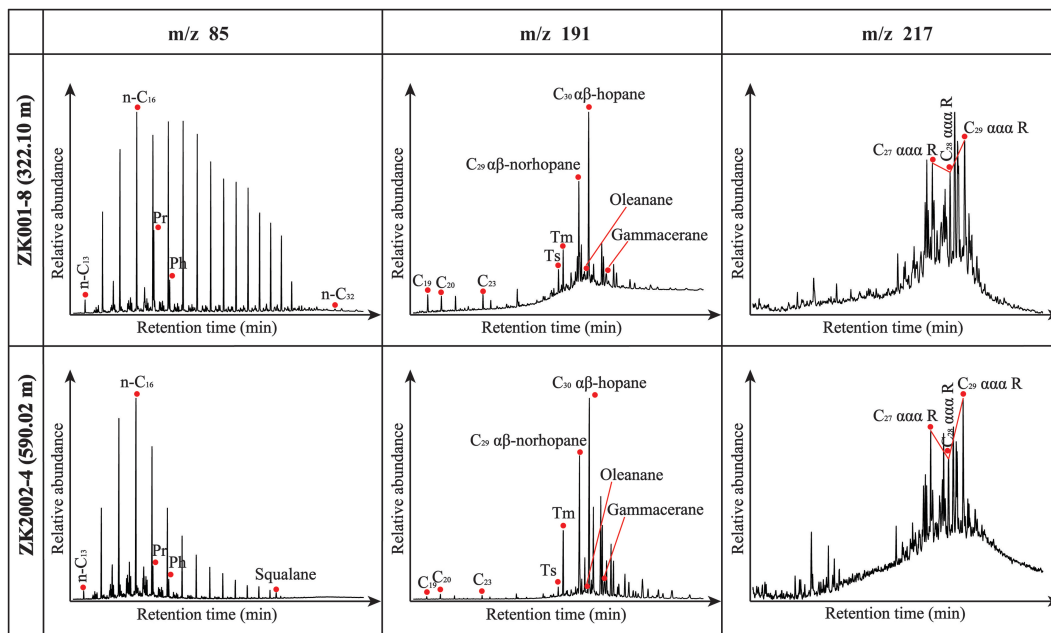 m/z 85
m/z 191
m/z 217
ZK001-8 (322.10 m)
Relative abundance
n-C₁₃
n-C₁₆
Pr
Ph
n-C₃₂
Retention time (min)
Relative abundance
C₁₉
C₂₀
C₂₃
Ts
Tm
C₂₉ αβ-norhopane
C₃₀ αβ-hopane
Oleanane
Gammacerane
Retention time (min)
Relative abundance
C₂₇ ααα R
C₂₈ ααα R
C₂₉ ααα R
Retention time (min)
ZK2002-4 (590.02 m)
Relative abundance
n-C₁₃
n-C₁₆
Pr
Ph
Squalane
Retention time (min)
Relative abundance
C₁₉
C₂₀
C₂₃
Ts
Tm
C₂₉ αβ-norhopane
C₃₀ αβ-hopane
Oleanane
Gammacerane
Retention time (min)
Relative abundance
C₂₇ ααα R
C₂₈ ααα R
C₂₉ ααα R
Retention time (min)